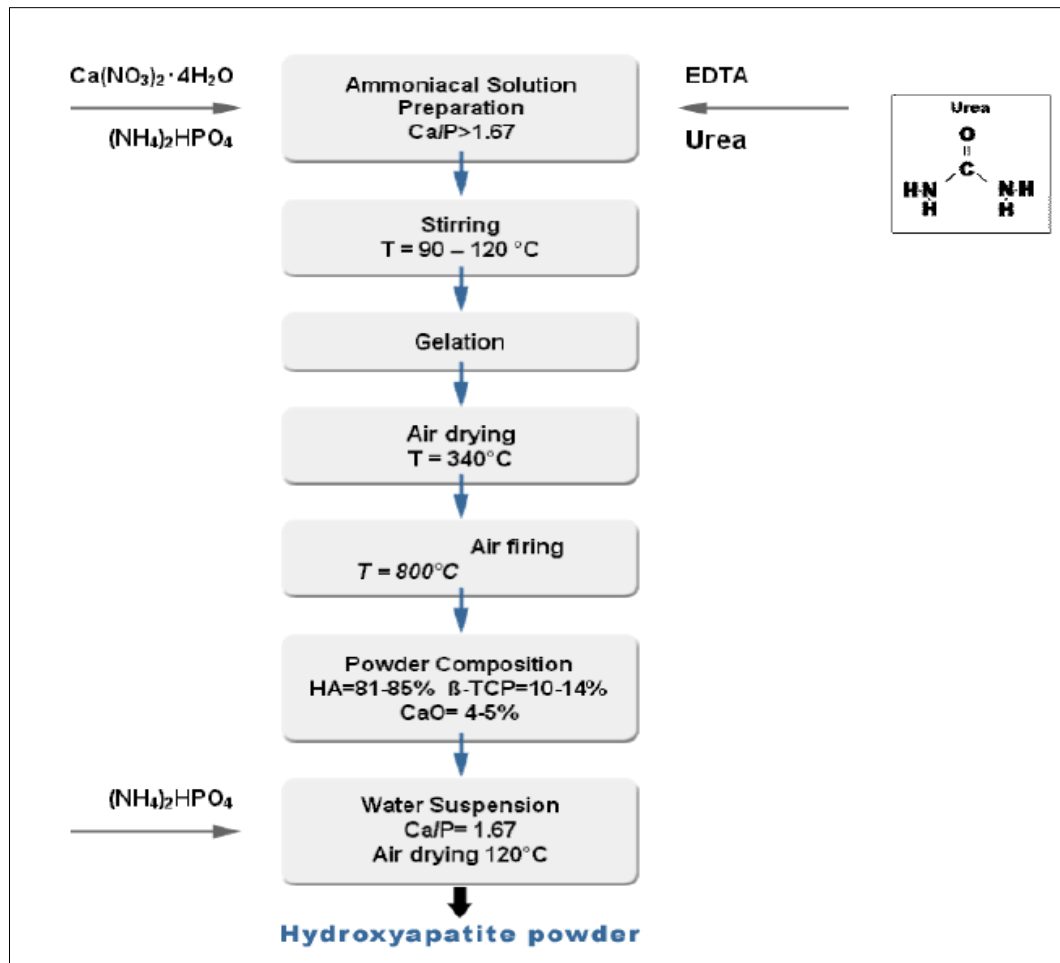 Ca(NO₃)₂·4H₂O
(NH₄)₂HPO₄
Ammoniacal Solution
Preparation
Ca/P>1.67
EDTA
Urea
Urea
O
C
H N N H
H H
Stirring
T = 90 – 120 °C
Gelation
Air drying
T = 340°C
Air firing
T = 800°C
Powder Composition
HA=81-85% ß-TCP=10-14%
CaO= 4-5%
(NH₄)₂HPO₄
Water Suspension
Ca/P= 1.67
Air drying 120°C
Hydroxyapatite powder